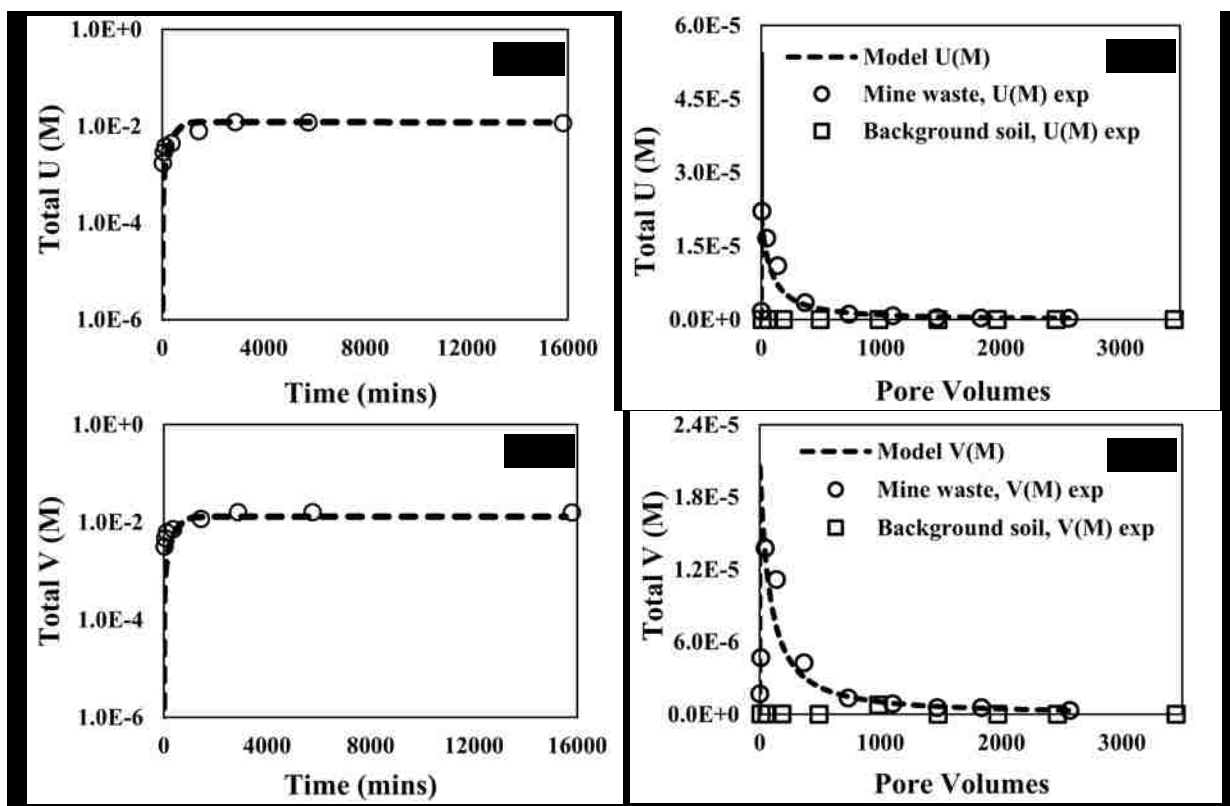 Total U (M)
1.0E+0
1.0E-2
1.0E-4
1.0E-6
0 4000 8000 12000 16000
Time (mins)
Total U (M)
6.0E-5
4.5E-5
3.0E-5
1.5E-5
0.0E+0
Model U(M)
Mine waste, U(M) exp
Background soil, U(M) exp
0 1000 2000 3000
Pore Volumes
Total V (M)
1.0E+0
1.0E-2
1.0E-4
1.0E-6
0 4000 8000 12000 16000
Time (mins)
Total V (M)
2.4E-5
1.8E-5
1.2E-5
6.0E-6
0.0E+0
Model V(M)
Mine waste, V(M) exp
Background soil, V(M) exp
0 1000 2000 3000
Pore Volumes